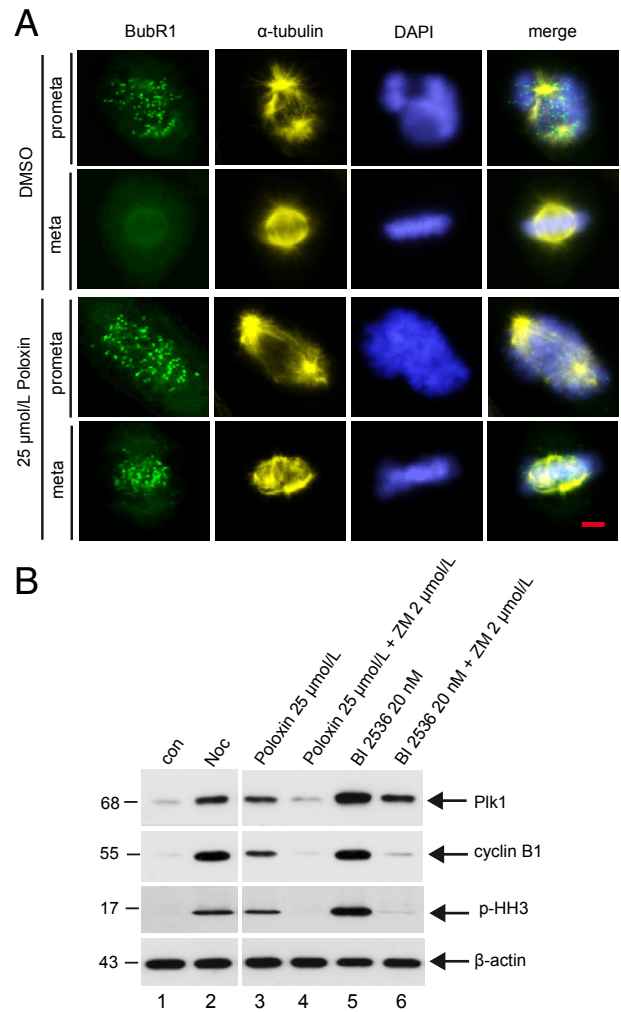 A
BubR1 α-tubulin DAPI merge
DMSO
prometa
meta
25 µmol/L Poloxin
prometa
meta
B
con
Noc
Poloxin 25 µmol/L
Poloxin 25 µmol/L + ZM 2 µmol/L
BI 2536 20 nM
BI 2536 20 nM + ZM 2 µmol/L
68 Plk1
55 cyclin B1
17 p-HH3
43 β-actin
1 2 3 4 5 6